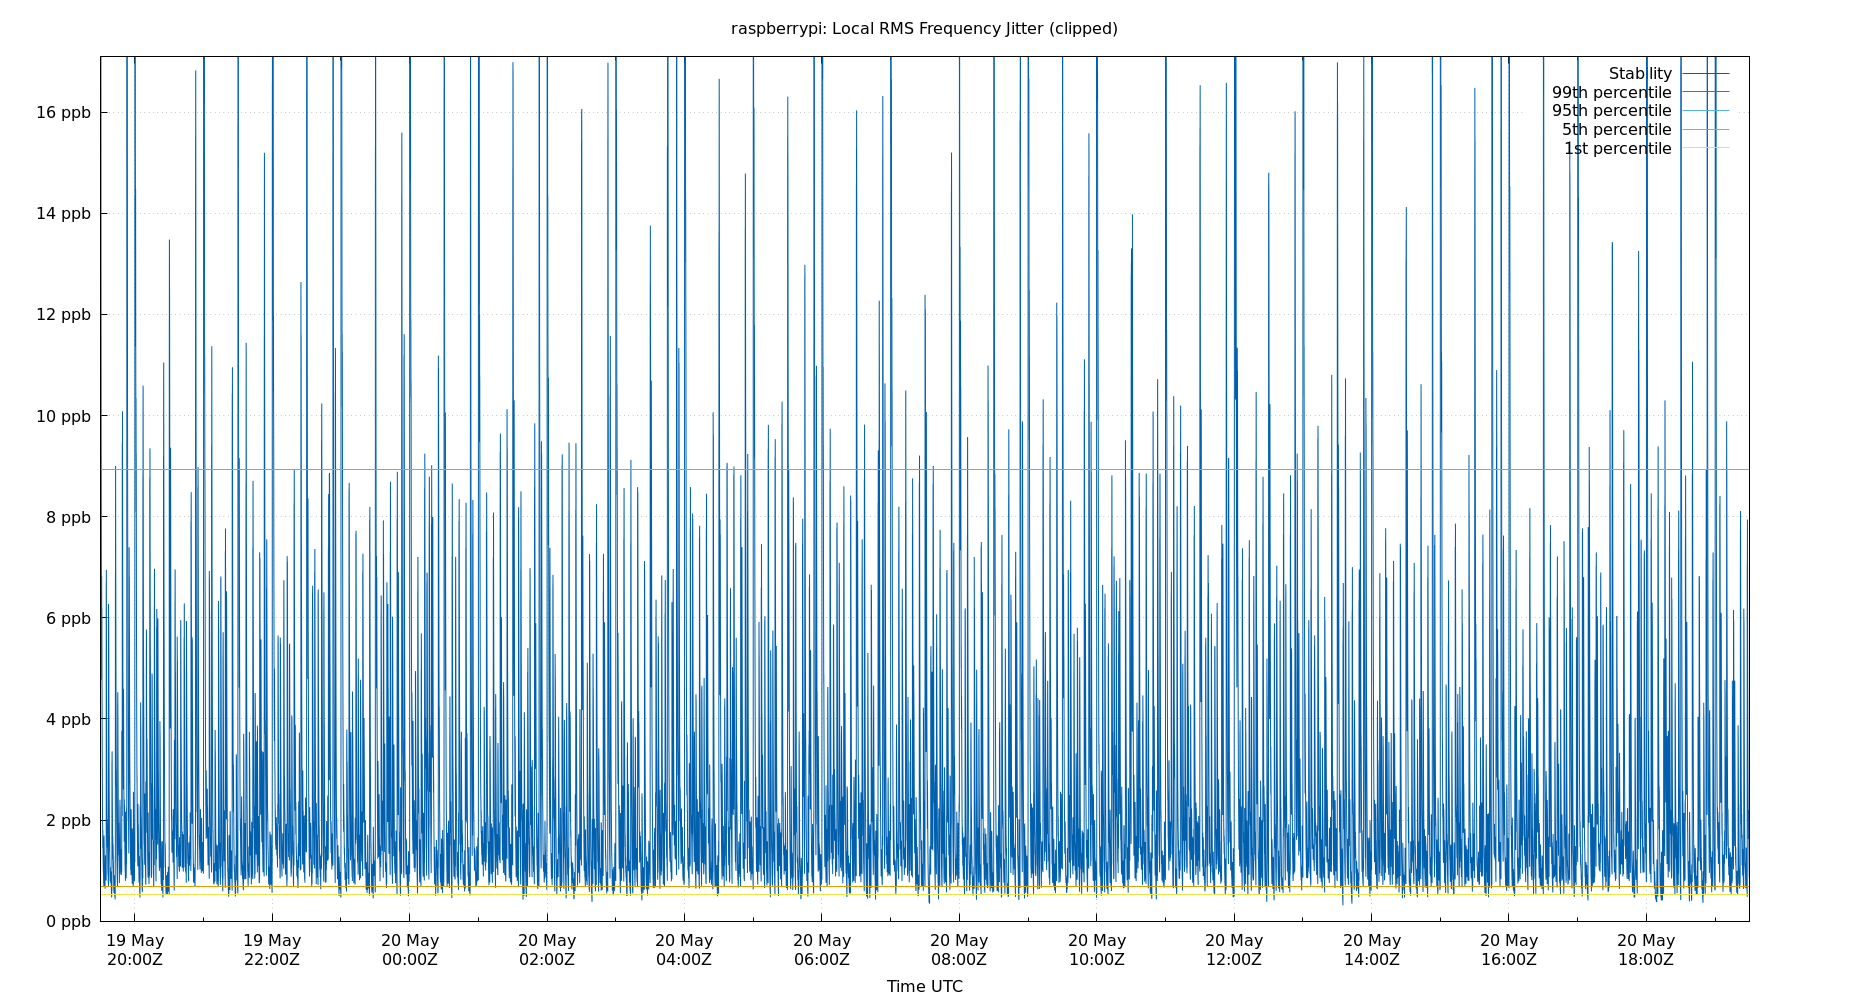 raspberrypi: Local RMS Frequency Jitter (clipped)
Stability
99th percentile
95th percentile
5th percentile
1st percentile
16 ppb
14 ppb
12 ppb
10 ppb
8 ppb
6 ppb
4 ppb
2 ppb
0 ppb
19 May 19 May 20 May 20 May 20 May 20 May 20 May 20 May 20 May 20 May 20 May 20 May
20:00Z 22:00Z 00:00Z 02:00Z 04:00Z 06:00Z 08:00Z 10:00Z 12:00Z 14:00Z 16:00Z 18:00Z
Time UTC